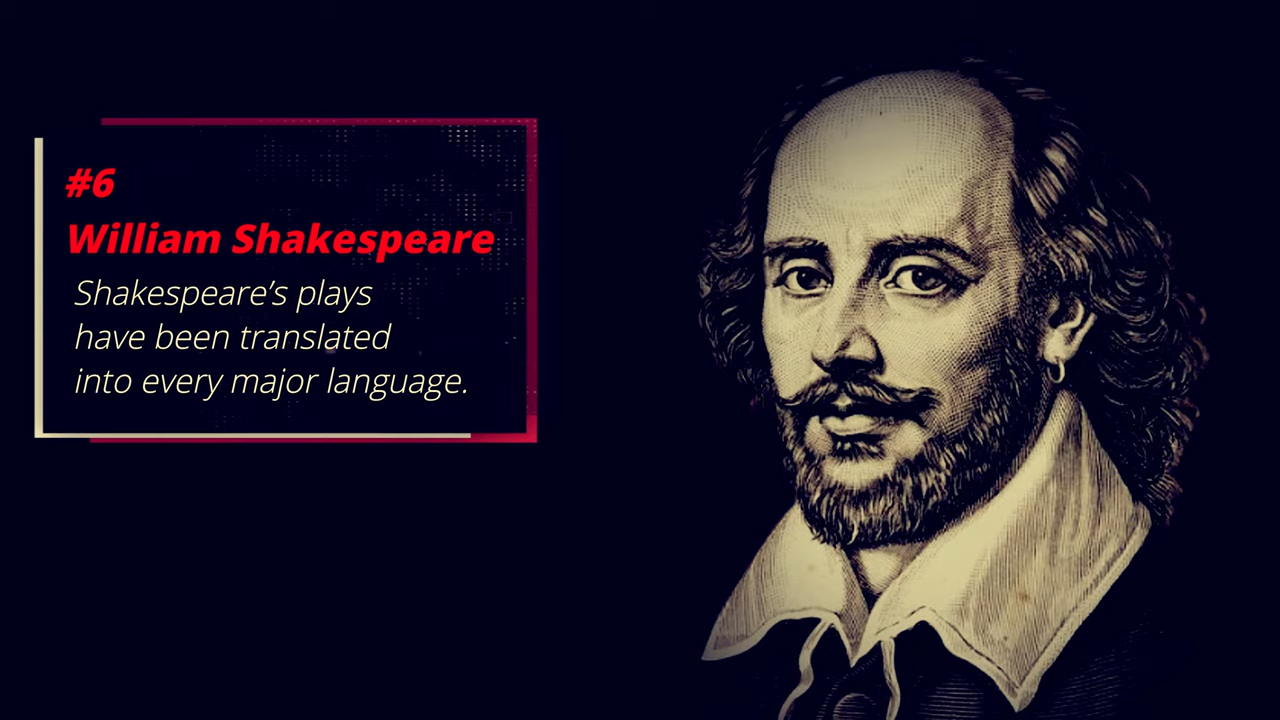 #6
William Shakespeare
Shakespeare’s plays
have been translated
into every major language.